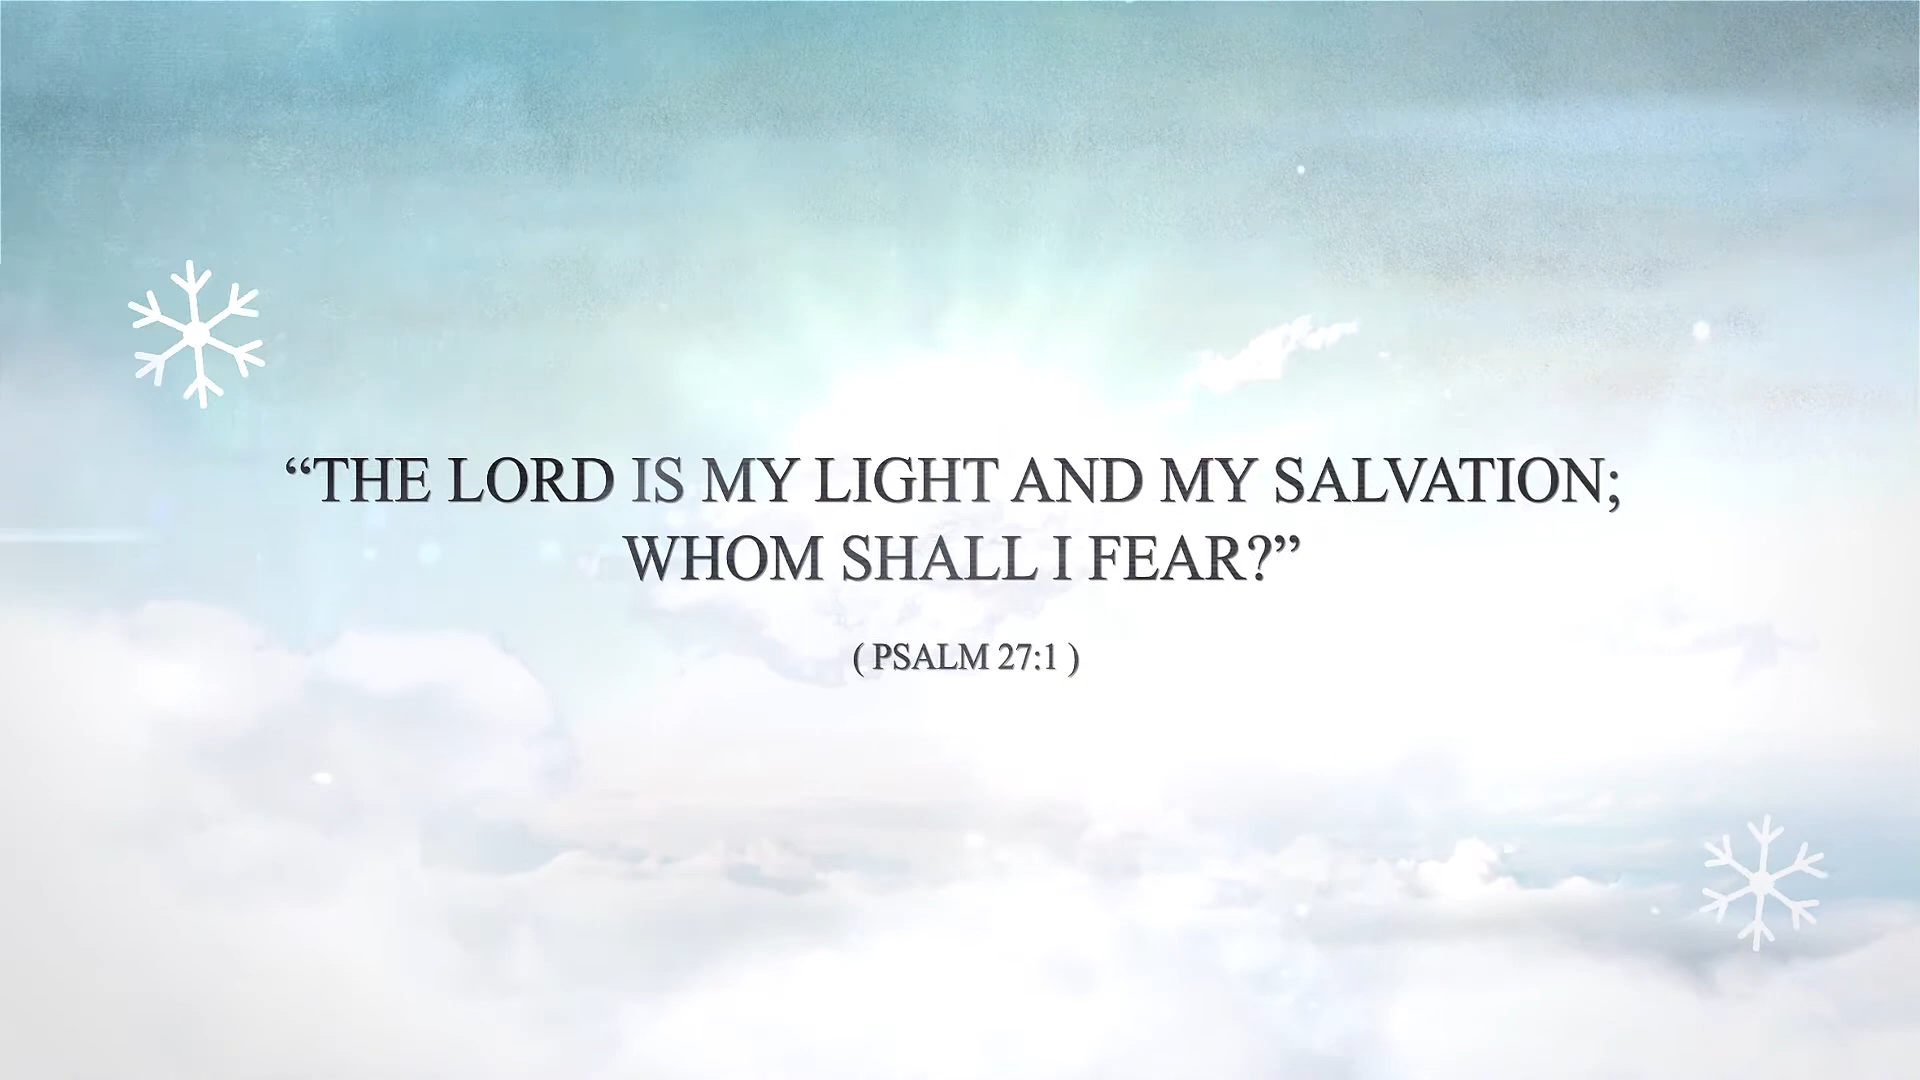 “THE LORD IS MY LIGHT AND MY SALVATION;
WHOM SHALL I FEAR?”
( PSALM 27:1 )